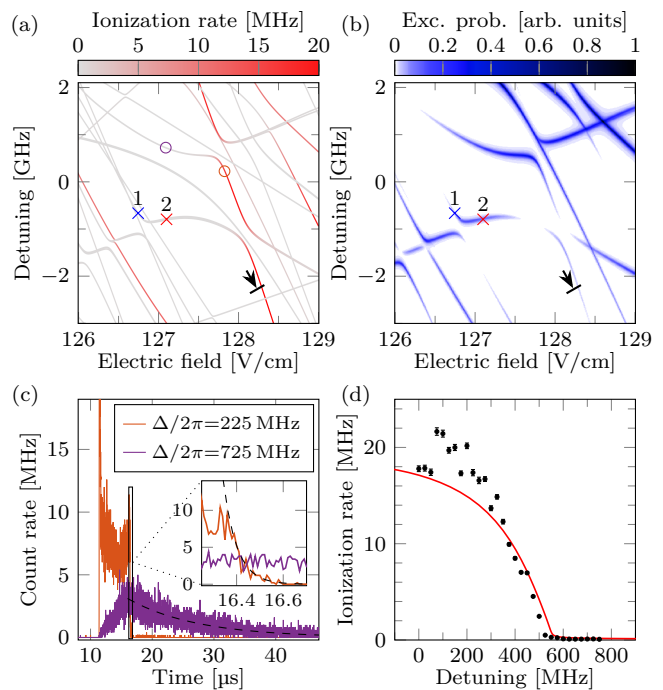 (a) Ionization rate [MHz]
0 5 10 15 20
2
0
−2
Detuning [GHz]
1
2
126 127 128 129
Electric field [V/cm]
(b) Exc. prob. [arb. units]
0 0.2 0.4 0.6 0.8 1
2
0
−2
Detuning [GHz]
1
2
126 127 128 129
Electric field [V/cm]
(c)
Δ/2π=225 MHz
Δ/2π=725 MHz
15
10
5
0
Count rate [MHz]
10
5
0
16.4 16.6
10 20 30 40
Time [µs]
(d)
20
10
0
Ionization rate [MHz]
0 200 400 600 800
Detuning [MHz]